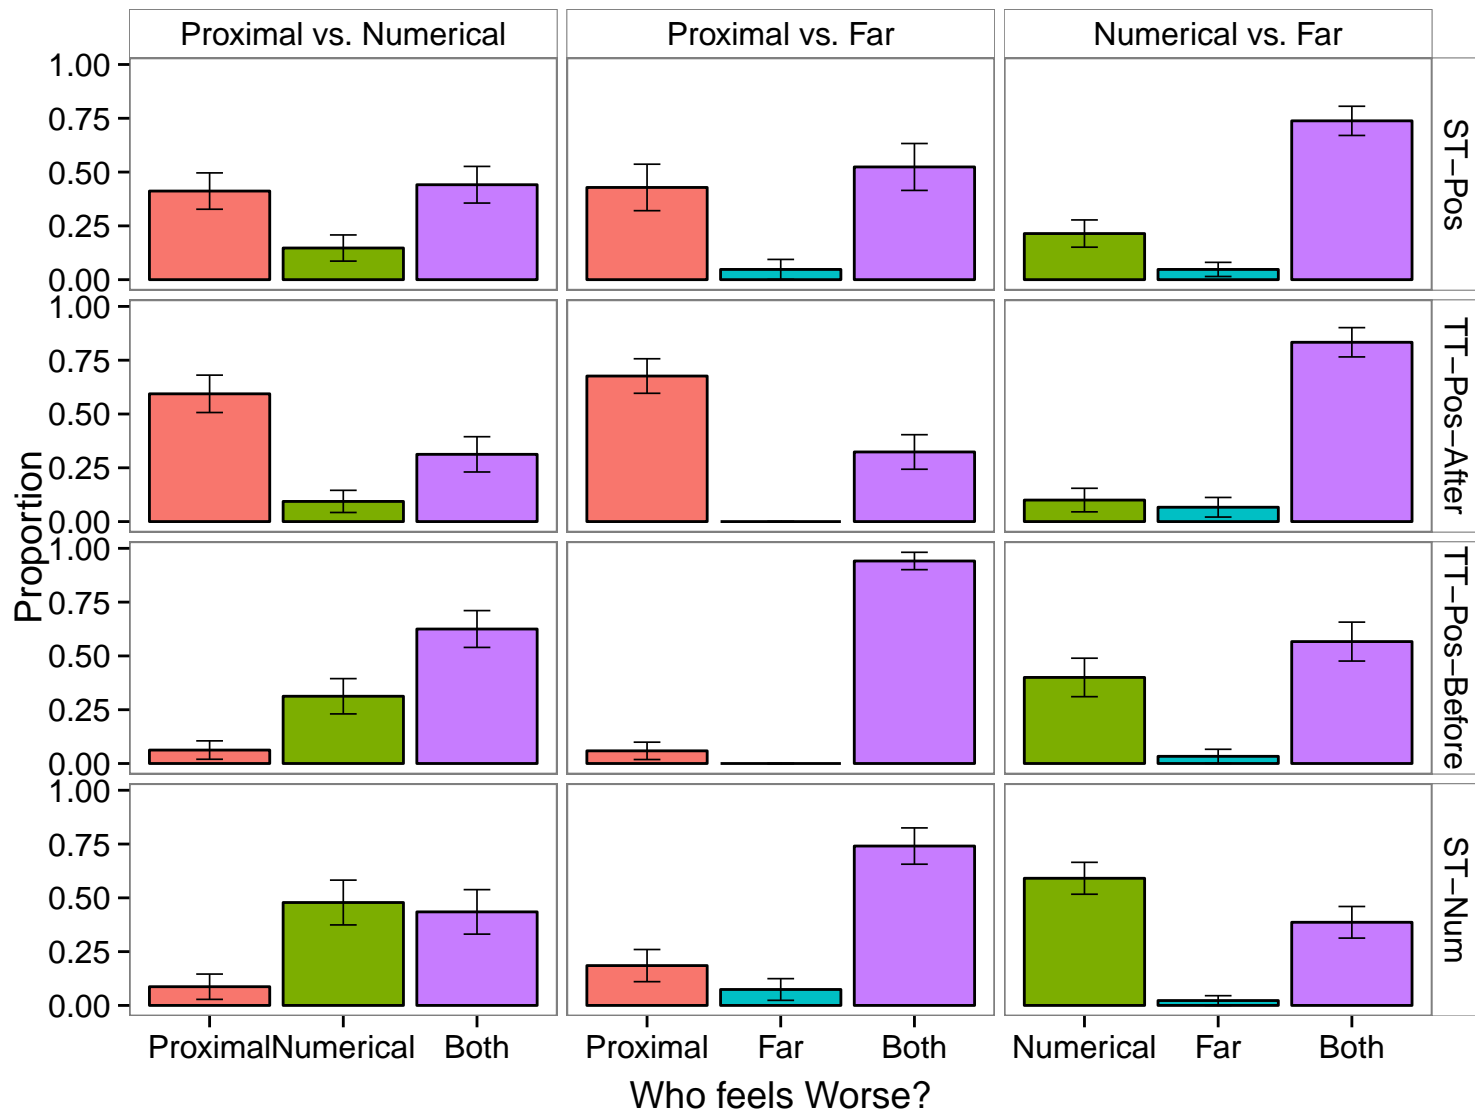 Proximal vs. Numerical
Proximal vs. Far
Numerical vs. Far
1.00
0.75
0.50
0.25
0.00
ST-Pos
1.00
0.75
0.50
0.25
0.00
TT-Pos-After
1.00
0.75
0.50
0.25
0.00
TT-Pos-Before
1.00
0.75
0.50
0.25
0.00
ST-Num
Proportion
Proximal Numerical Both
Proximal Far Both
Numerical Far Both
Who feels Worse?